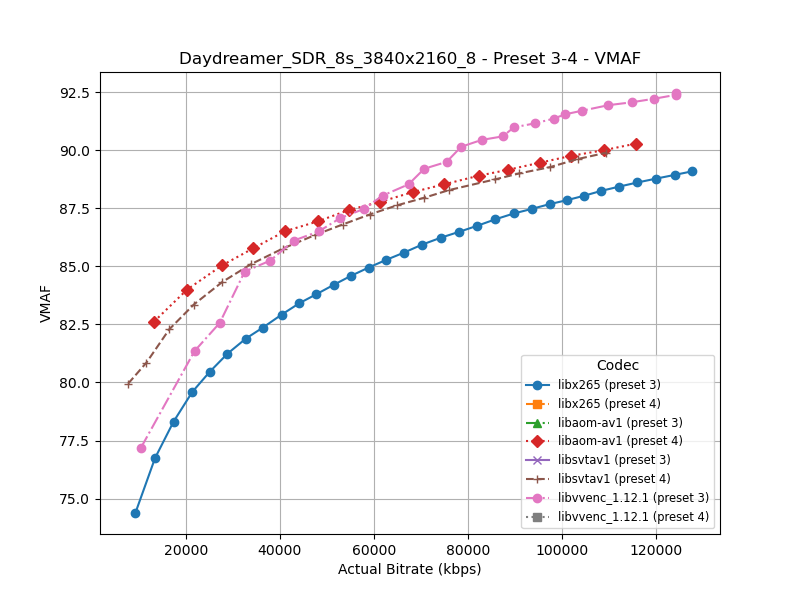 Daydreamer_SDR_8s_3840x2160_8 - Preset 3-4 - VMAF
VMAF
92.5
90.0
87.5
85.0
82.5
80.0
77.5
75.0
Codec
libx265 (preset 3)
libx265 (preset 4)
libaom-av1 (preset 3)
libaom-av1 (preset 4)
libsvtav1 (preset 3)
libsvtav1 (preset 4)
libvvenc_1.12.1 (preset 3)
libvvenc_1.12.1 (preset 4)
20000 40000 60000 80000 100000 120000
Actual Bitrate (kbps)